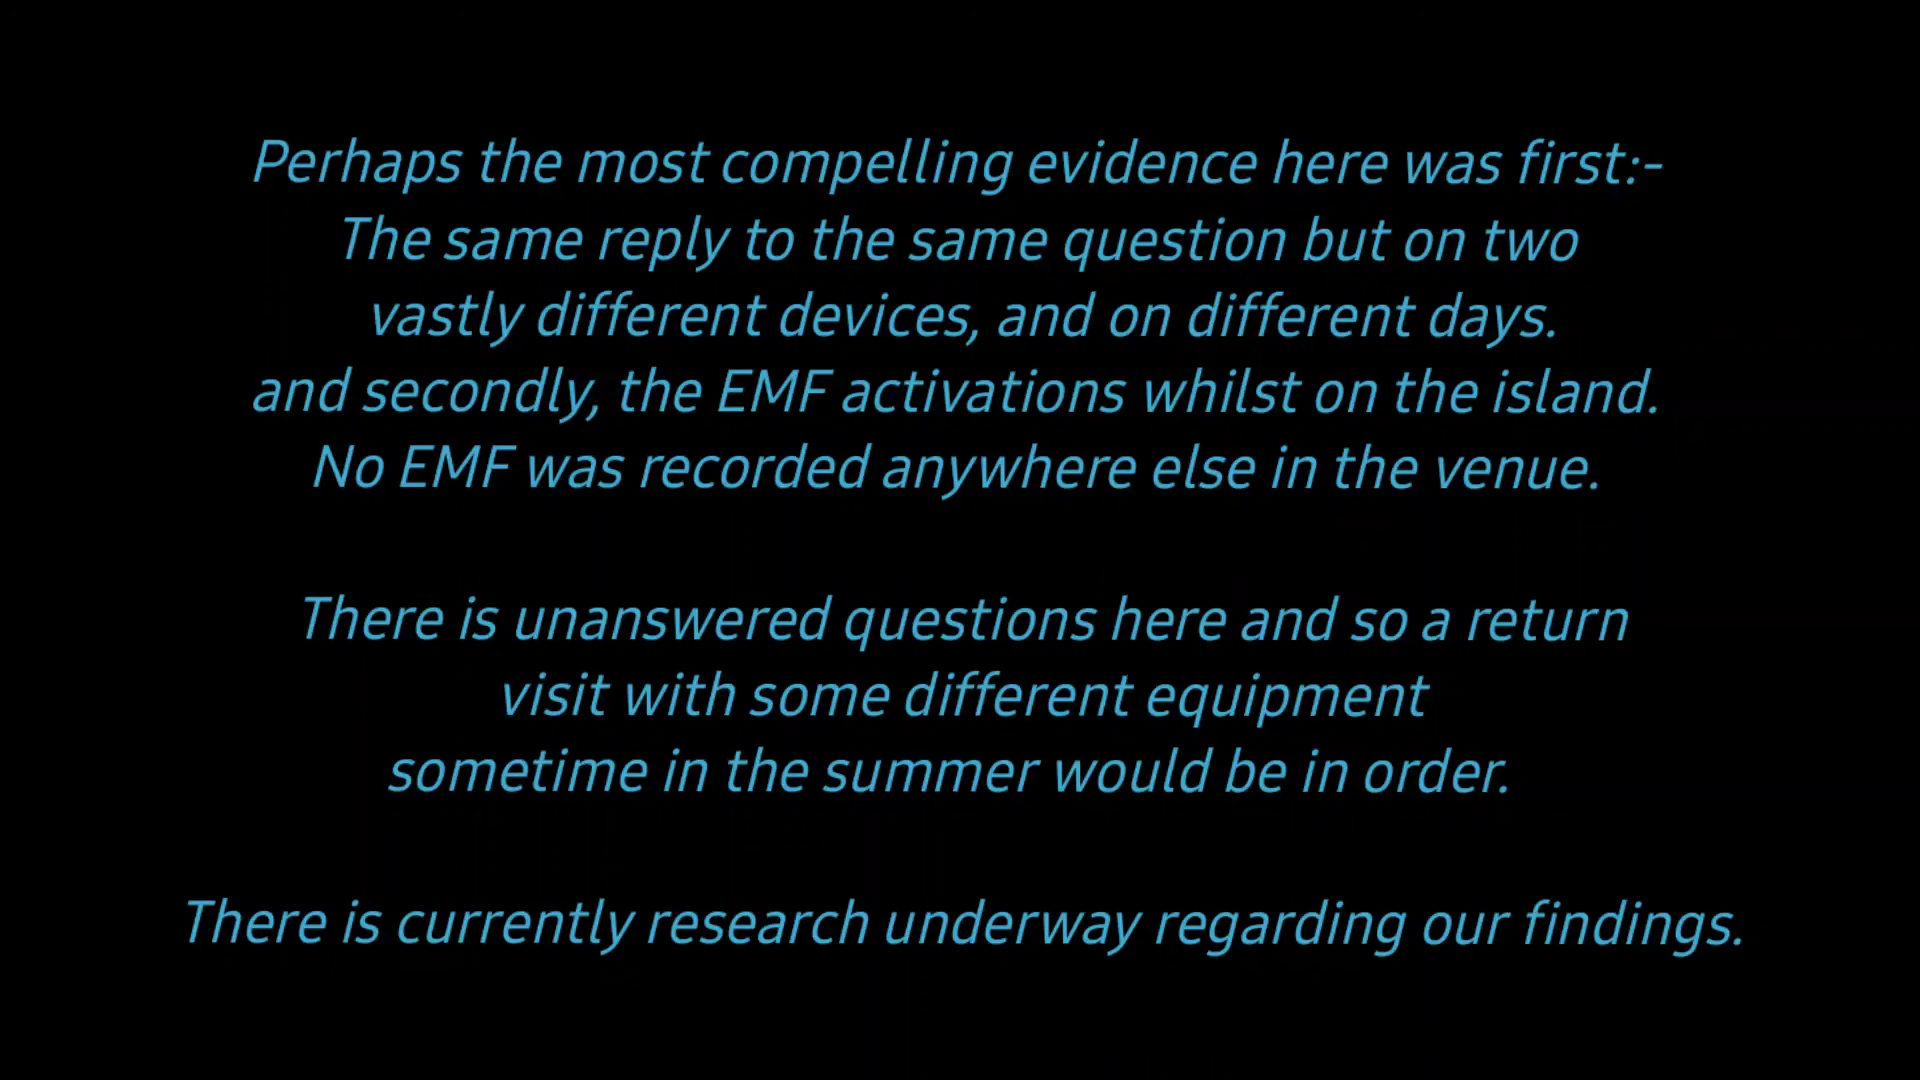 Perhaps the most compelling evidence here was first:-
The same reply to the same question but on two
vastly different devices, and on different days.
and secondly, the EMF activations whilst on the island.
No EMF was recorded anywhere else in the venue.
There is unanswered questions here and so a return
visit with some different equipment
sometime in the summer would be in order.
There is currently research underway regarding our findings.